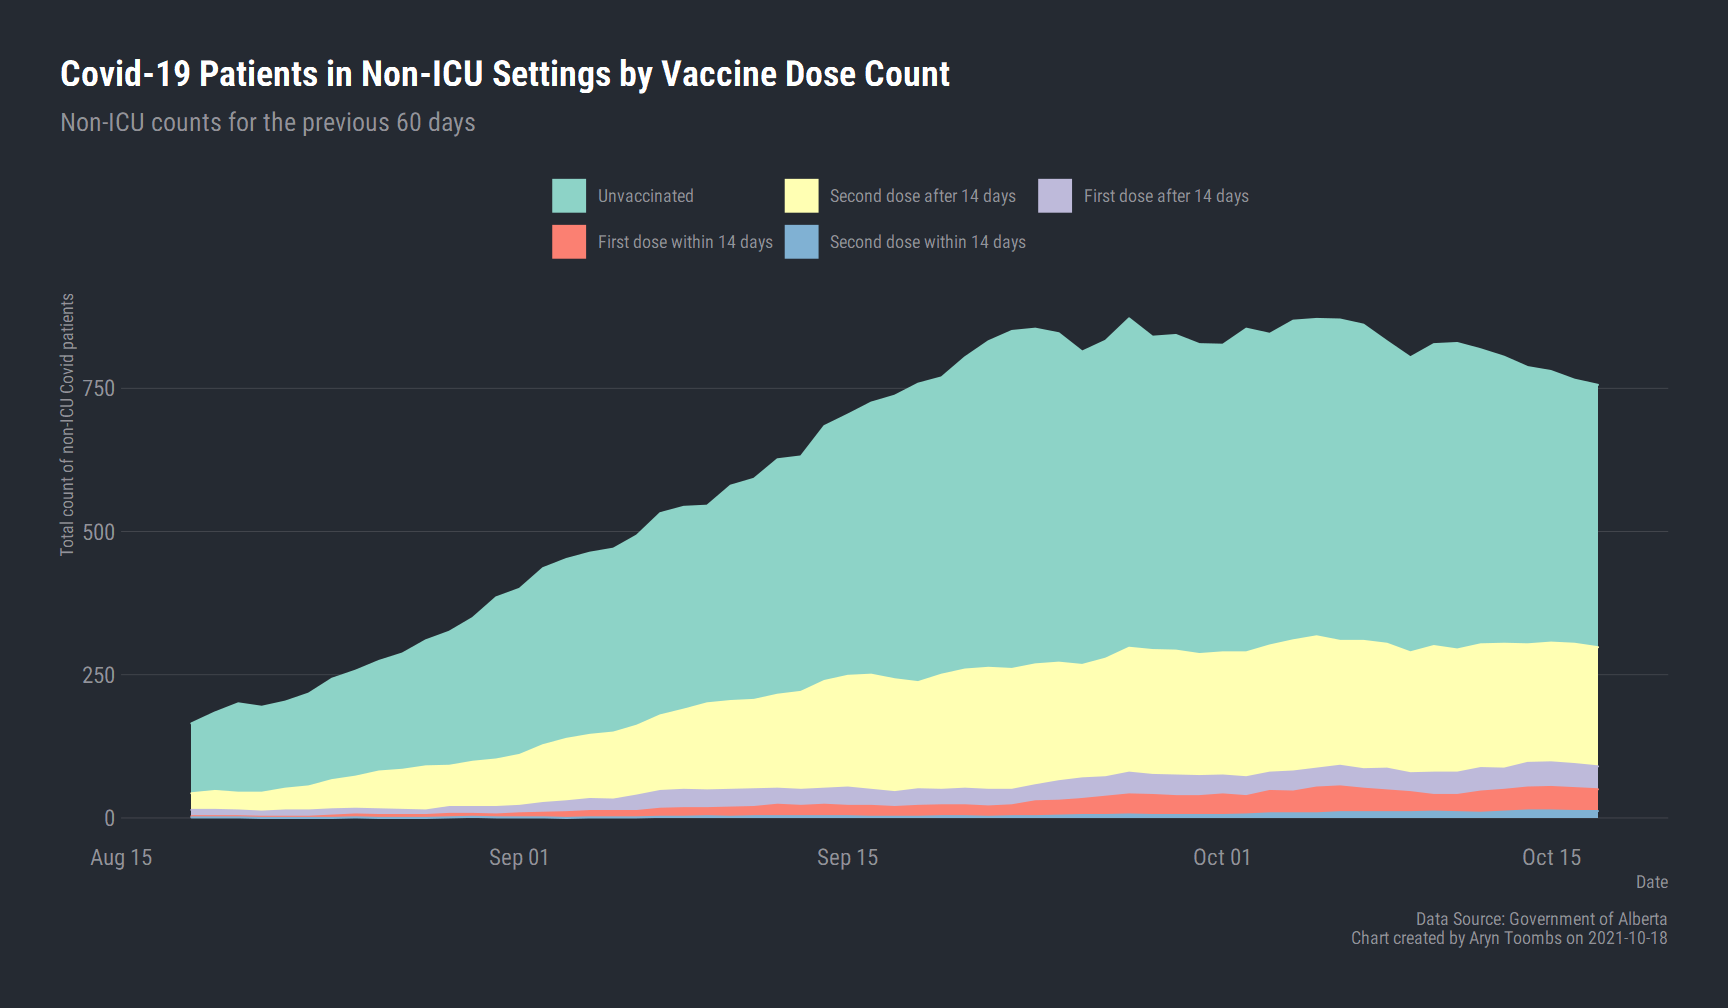 Covid-19 Patients in Non-ICU Settings by Vaccine Dose Count
Non-ICU counts for the previous 60 days
Unvaccinated
Second dose after 14 days
First dose after 14 days
First dose within 14 days
Second dose within 14 days
Total count of non-ICU Covid patients
750
500
250
0
Aug 15
Sep 01
Sep 15
Oct 01
Oct 15
Date
Data Source: Government of Alberta
Chart created by Aryn Toombs on 2021-10-18